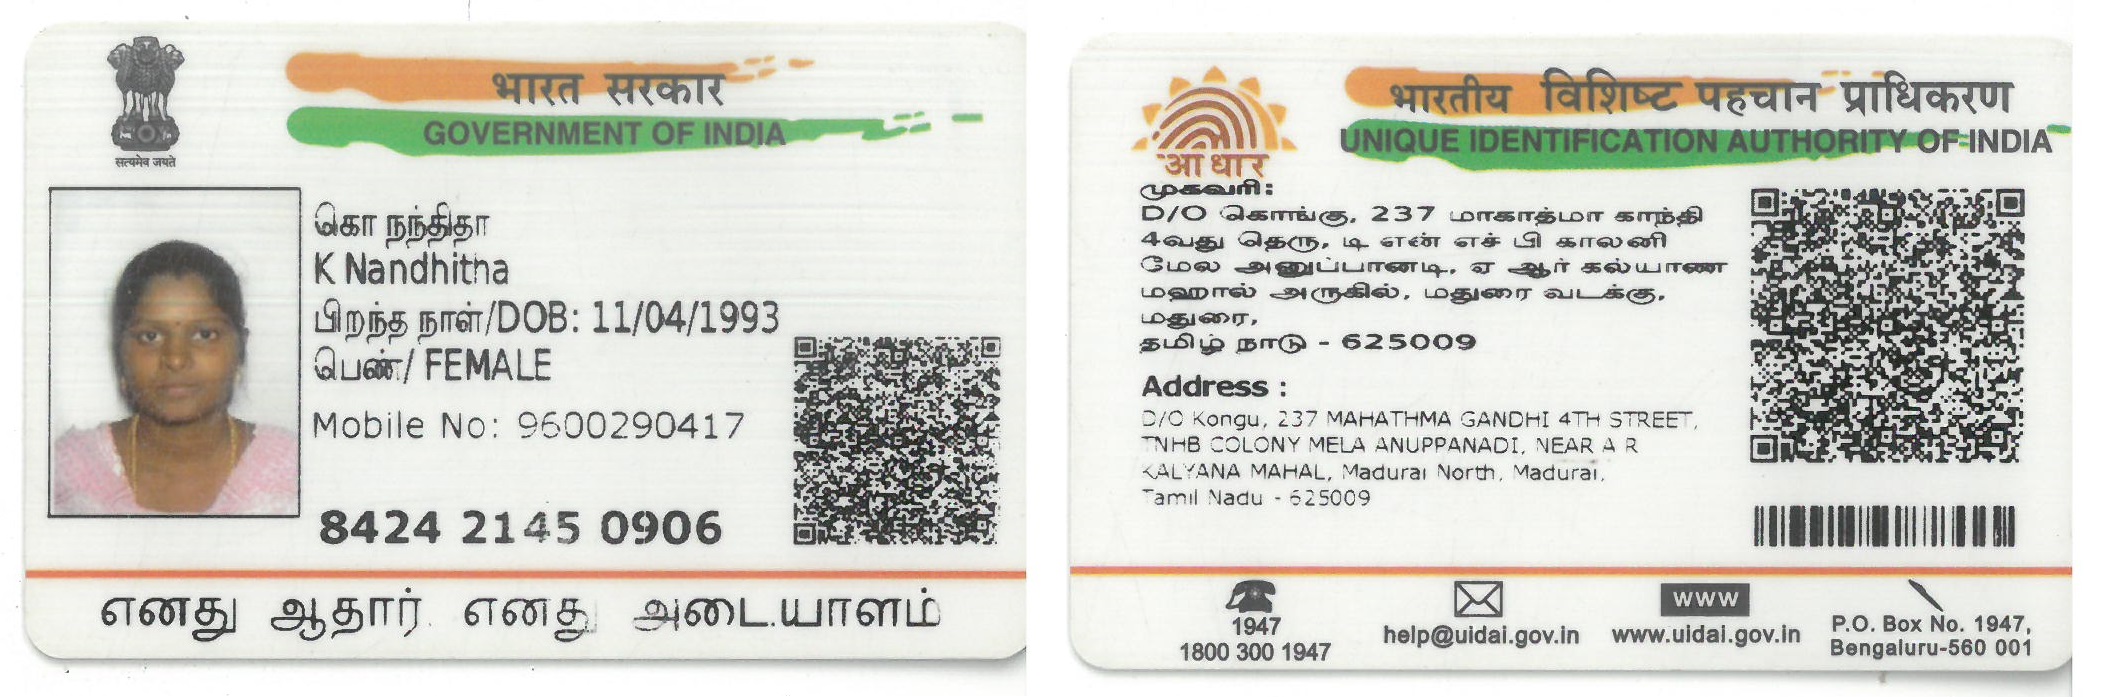 भारत सरकार
GOVERNMENT OF INDIA
सत्यमेव जयते
கொ நந்திதா
K Nandhitha
பிறந்த நாள்/DOB: 11/04/1993
பெண்/ FEMALE
Mobile No: 9600290417
8424 2145 0906
எனது ஆதார். எனது அடையாளம்
भारतीय विशिष्ट पहचान प्राधिकरण
UNIQUE IDENTIFICATION AUTHORITY OF INDIA
आधार
முகவரி:
D/O கொங்கு, 237 மாகாத்மா காந்தி
4வது தெரு, டி என் எச் பி காலனி
மேல அனுப்பானடி, ஏ ஆர் கல்யாண
மஹால் அருகில், மதுரை வடக்கு,
மதுரை,
தமிழ் நாடு - 625009
Address :
D/O Kongu, 237 MAHATHMA GANDHI 4TH STREET,
TNHB COLONY MELA ANUPPANADI, NEAR A R
KALYANA MAHAL, Madurai North, Madurai,
Tamil Nadu - 625009
1947
1800 300 1947
help@uidai.gov.in
www
www.uidai.gov.in
P.O. Box No. 1947,
Bengaluru-560 001